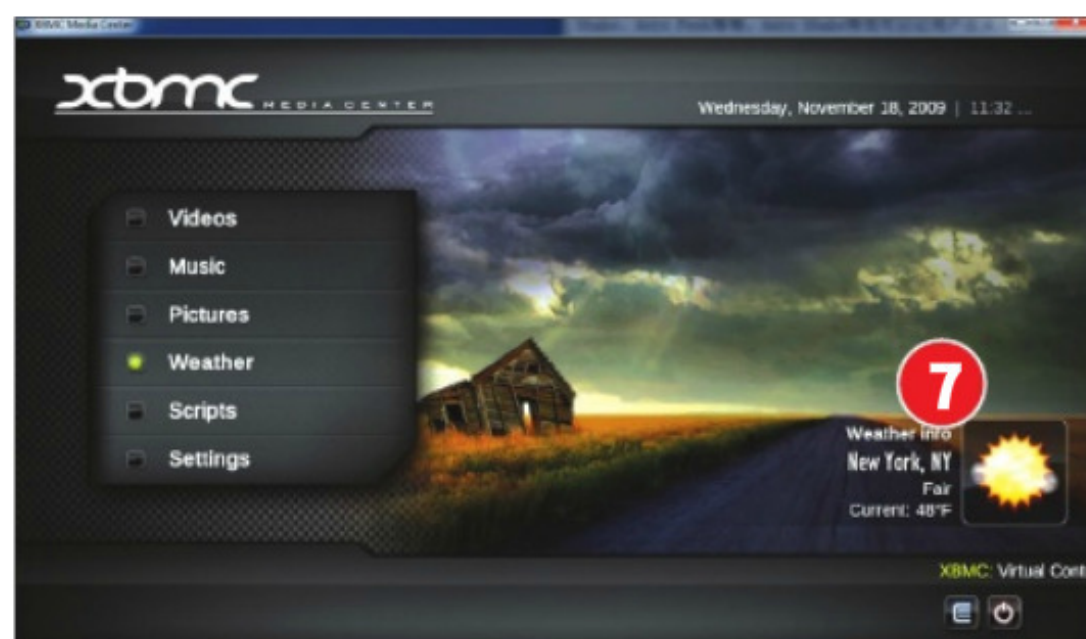 XBMC Media Center
xbmc MEDIA CENTER
Wednesday, November 18, 2009 | 11:32 ...
Videos
Music
Pictures
Weather
Scripts
Settings
7
Weather info
New York, NY
Fair
Current: 48°F
XBMC: Virtual Cont